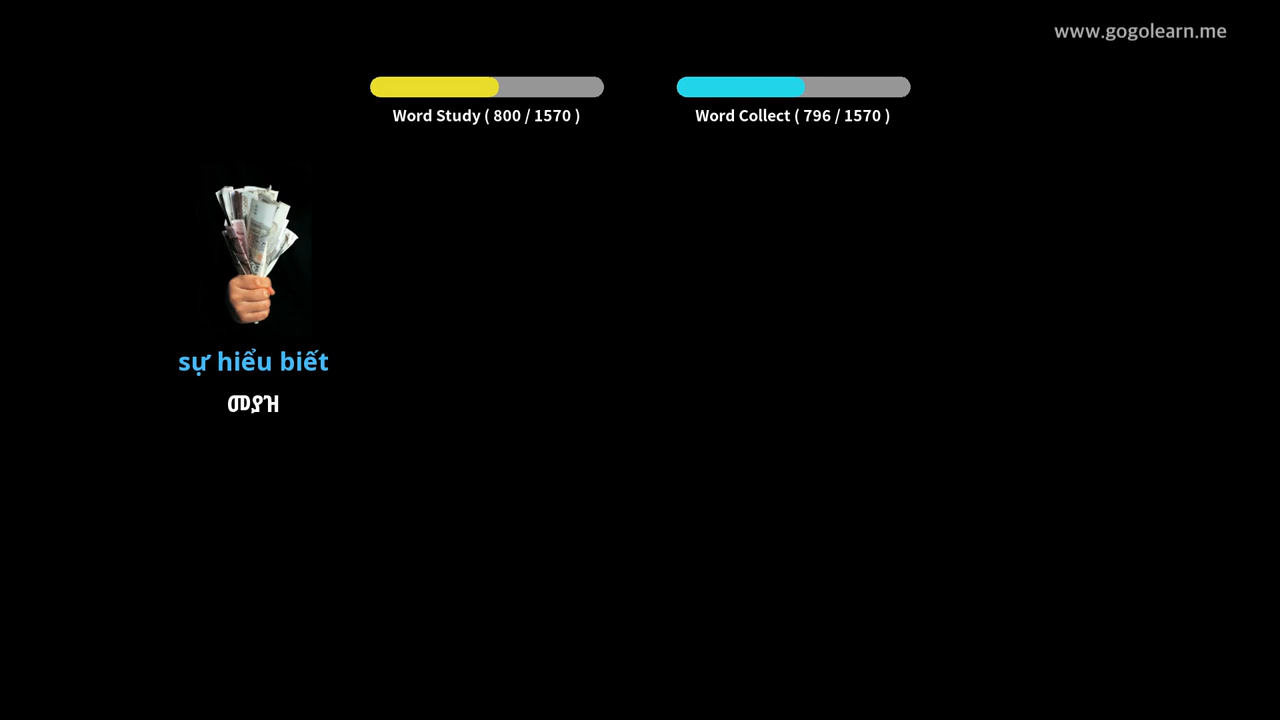 www.gogolearn.me
Word Study ( 800 / 1570 )
Word Collect ( 796 / 1570 )
sự hiểu biết
መያዝ